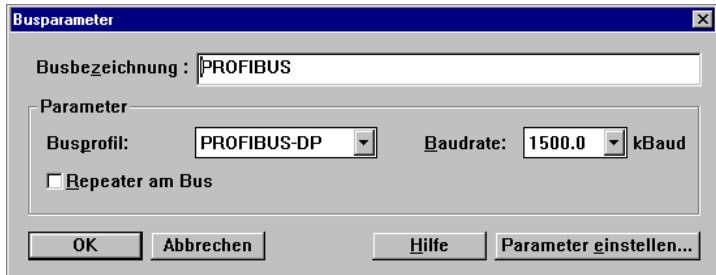 Busparameter
Busbezeichnung : PROFIBUS
Parameter
Busprofil: PROFIBUS-DP Baudrate: 1500.0 kBaud
Repeater am Bus
OK Abbrechen Hilfe Parameter einstellen...